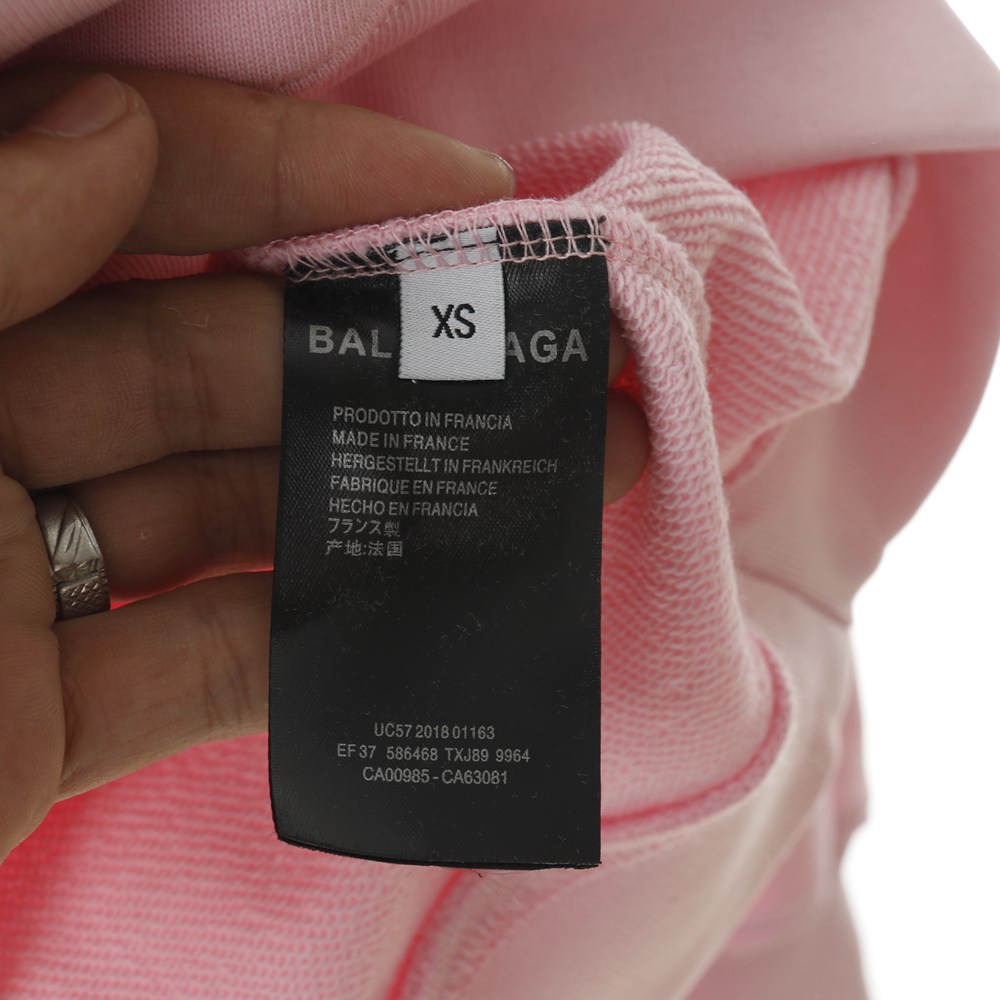 XS
BAL AGA
PRODOTTO IN FRANCIA
MADE IN FRANCE
HERGESTELLT IN FRANKREICH
FABRIQUE EN FRANCE
HECHO EN FRANCIA
フランス製
产地:法国
UC57 2018 01163
EF 37 586468 TXJ89 9964
CA00985 - CA63081